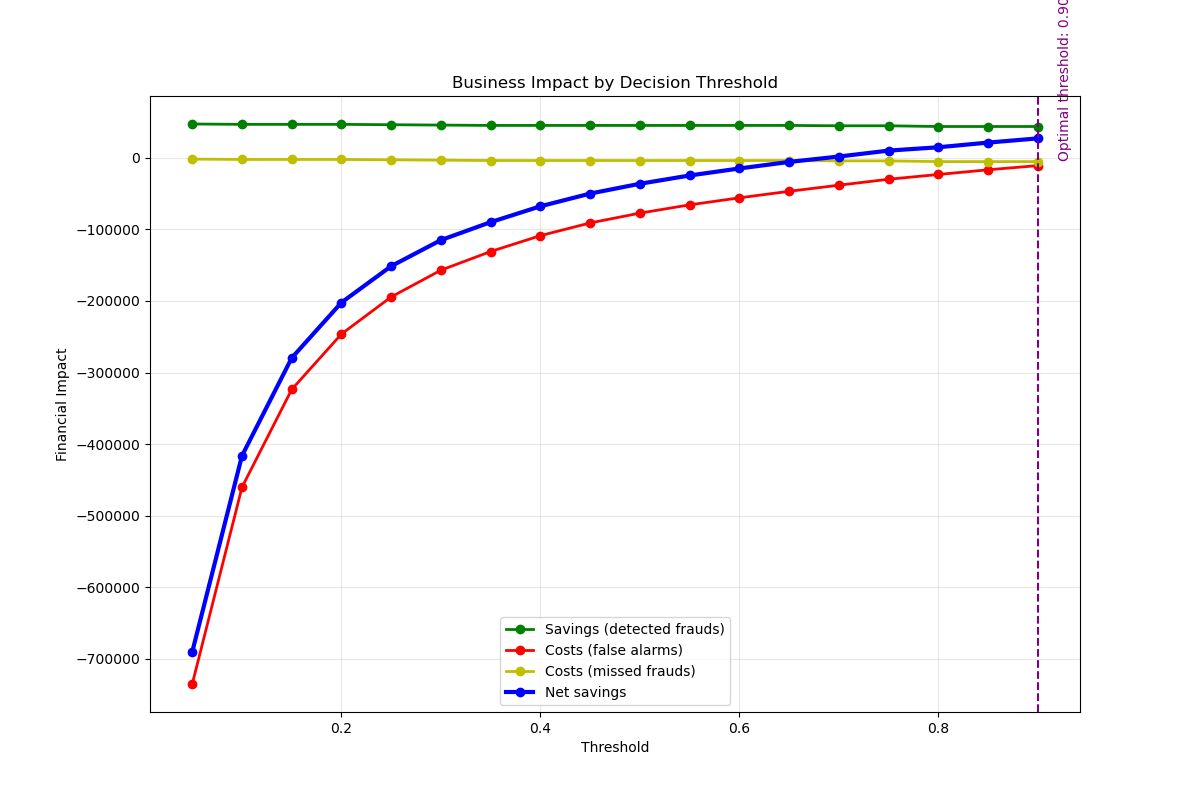 Optimal threshold: 0.90
Business Impact by Decision Threshold
0
−100000
−200000
−300000
−400000
−500000
−600000
−700000
Financial Impact
Savings (detected frauds)
Costs (false alarms)
Costs (missed frauds)
Net savings
0.2
0.4
0.6
0.8
Threshold